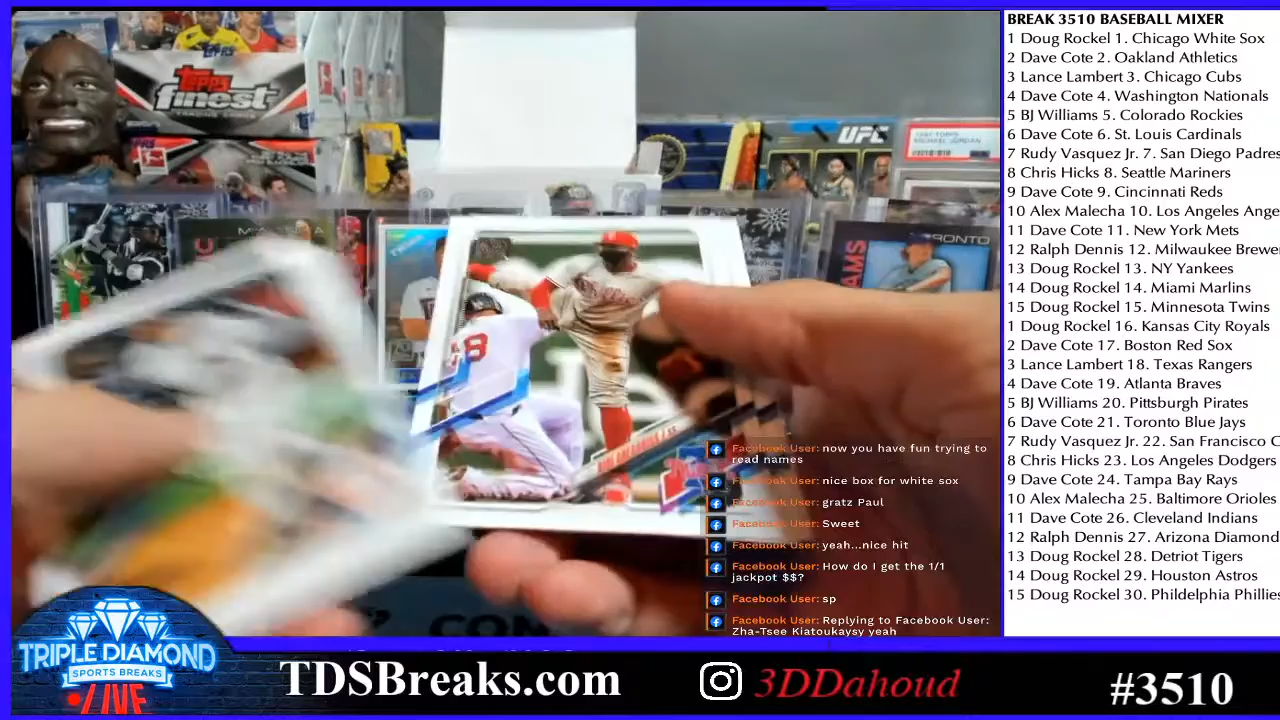 BREAK 3510 BASEBALL MIXER
1 Doug Rockel 1. Chicago White Sox
2 Dave Cote 2. Oakland Athletics
3 Lance Lambert 3. Chicago Cubs
4 Dave Cote 4. Washington Nationals
5 BJ Williams 5. Colorado Rockies
6 Dave Cote 6. St. Louis Cardinals
7 Rudy Vasquez Jr. 7. San Diego Padres
8 Chris Hicks 8. Seattle Mariners
9 Dave Cote 9. Cincinnati Reds
10 Alex Malecha 10. Los Angeles Ange
11 Dave Cote 11. New York Mets
12 Ralph Dennis 12. Milwaukee Brewe
13 Doug Rockel 13. NY Yankees
14 Doug Rockel 14. Miami Marlins
15 Doug Rockel 15. Minnesota Twins
1 Doug Rockel 16. Kansas City Royals
2 Dave Cote 17. Boston Red Sox
3 Lance Lambert 18. Texas Rangers
4 Dave Cote 19. Atlanta Braves
5 BJ Williams 20. Pittsburgh Pirates
6 Dave Cote 21. Toronto Blue Jays
7 Rudy Vasquez Jr. 22. San Francisco
8 Chris Hicks 23. Los Angeles Dodgers
9 Dave Cote 24. Tampa Bay Rays
10 Alex Malecha 25. Baltimore Orioles
11 Dave Cote 26. Cleveland Indians
12 Ralph Dennis 27. Arizona Diamond
13 Doug Rockel 28. Detriot Tigers
14 Doug Rockel 29. Houston Astros
15 Doug Rockel 30. Phildelphia Phillies
TOPPS
finest
UFC
RONTO
8
Facebook User: now you have fun trying to
read names
Facebook User: nice box for white sox
Facebook User: gratz Paul
Facebook User: Sweet
Facebook User: yeah...nice hit
Facebook User: How do I get the 1/1
jackpot $$?
Facebook User: sp
Facebook User: Replying to Facebook User:
Zha-Tsee Kiatoukaysy yeah
TRIPLE DIAMOND
SPORTS BREAKS
LIVE
TDSBreaks.com
3DDahoud
#3510